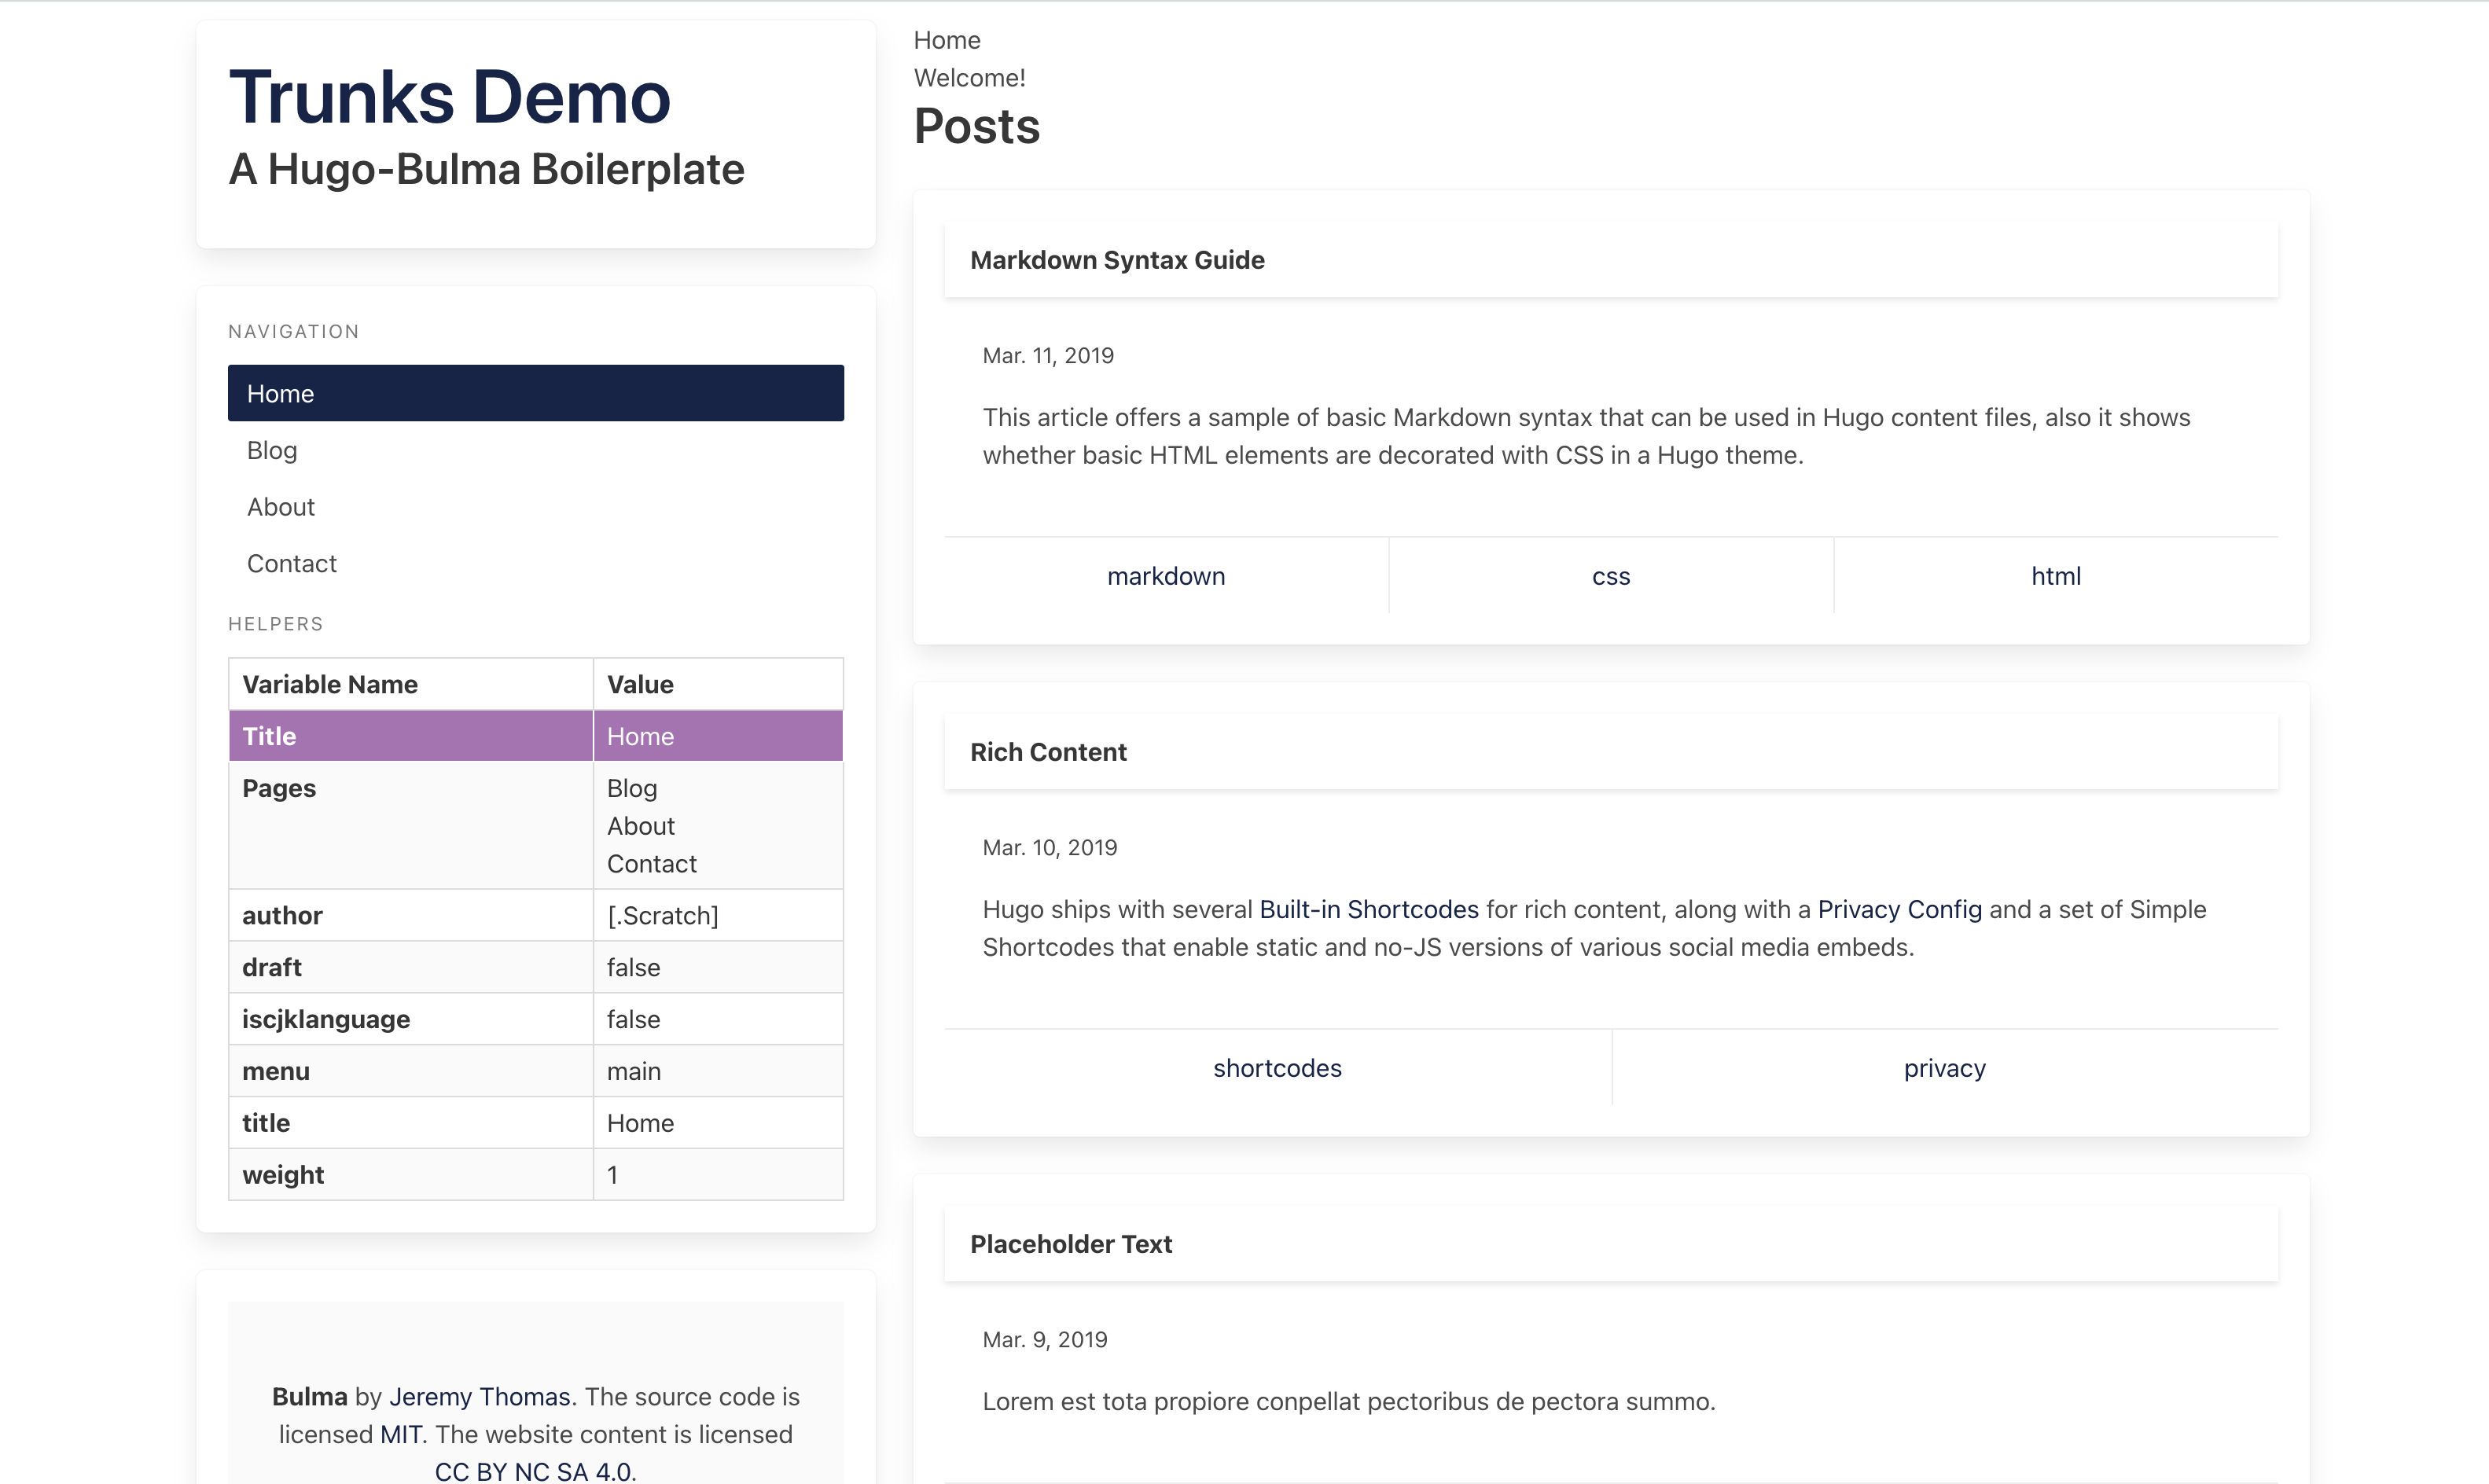 Trunks Demo
A Hugo-Bulma Boilerplate
NAVIGATION
Home
Blog
About
Contact
HELPERS
Variable Name Value
Title Home
Pages Blog
About
Contact
author [.Scratch]
draft false
iscjklanguage false
menu main
title Home
weight 1
Bulma by Jeremy Thomas. The source code is
licensed MIT. The website content is licensed
CC BY NC SA 4.0.
Home
Welcome!
Posts
Markdown Syntax Guide
Mar. 11, 2019
This article offers a sample of basic Markdown syntax that can be used in Hugo content files, also it shows
whether basic HTML elements are decorated with CSS in a Hugo theme.
markdown css html
Rich Content
Mar. 10, 2019
Hugo ships with several Built-in Shortcodes for rich content, along with a Privacy Config and a set of Simple
Shortcodes that enable static and no-JS versions of various social media embeds.
shortcodes privacy
Placeholder Text
Mar. 9, 2019
Lorem est tota propiore conpellat pectoribus de pectora summo.